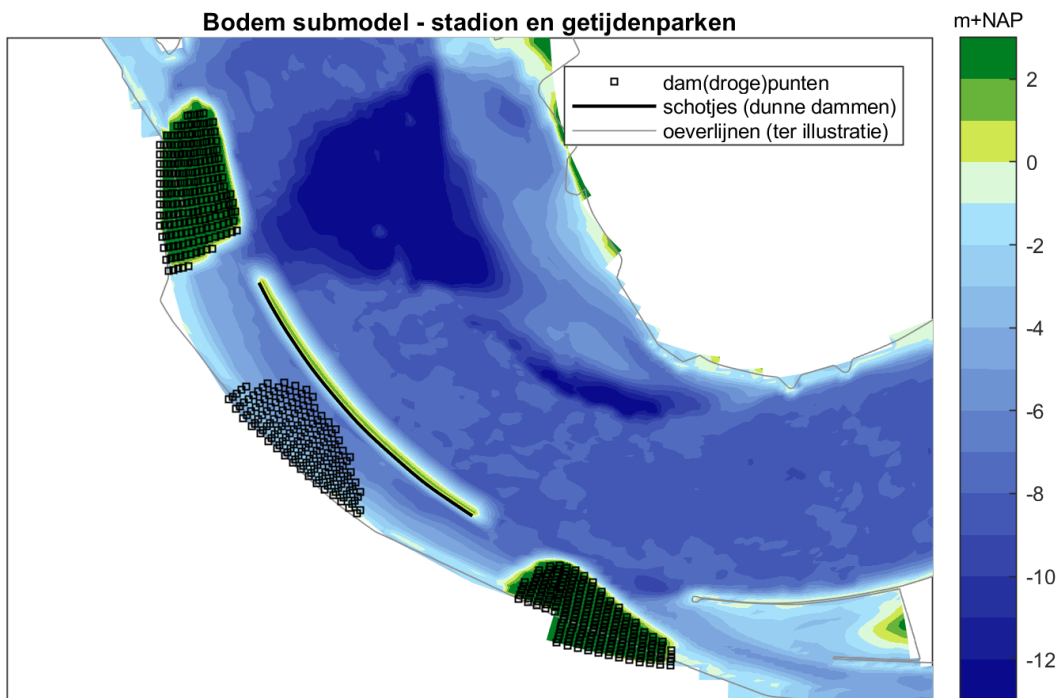 Bodem submodel - stadion en getijdenparken
m+NAP
dam(droge)punten
schotjes (dunne dammen)
oeverlijnen (ter illustratie)
2
0
-2
-4
-6
-8
-10
-12